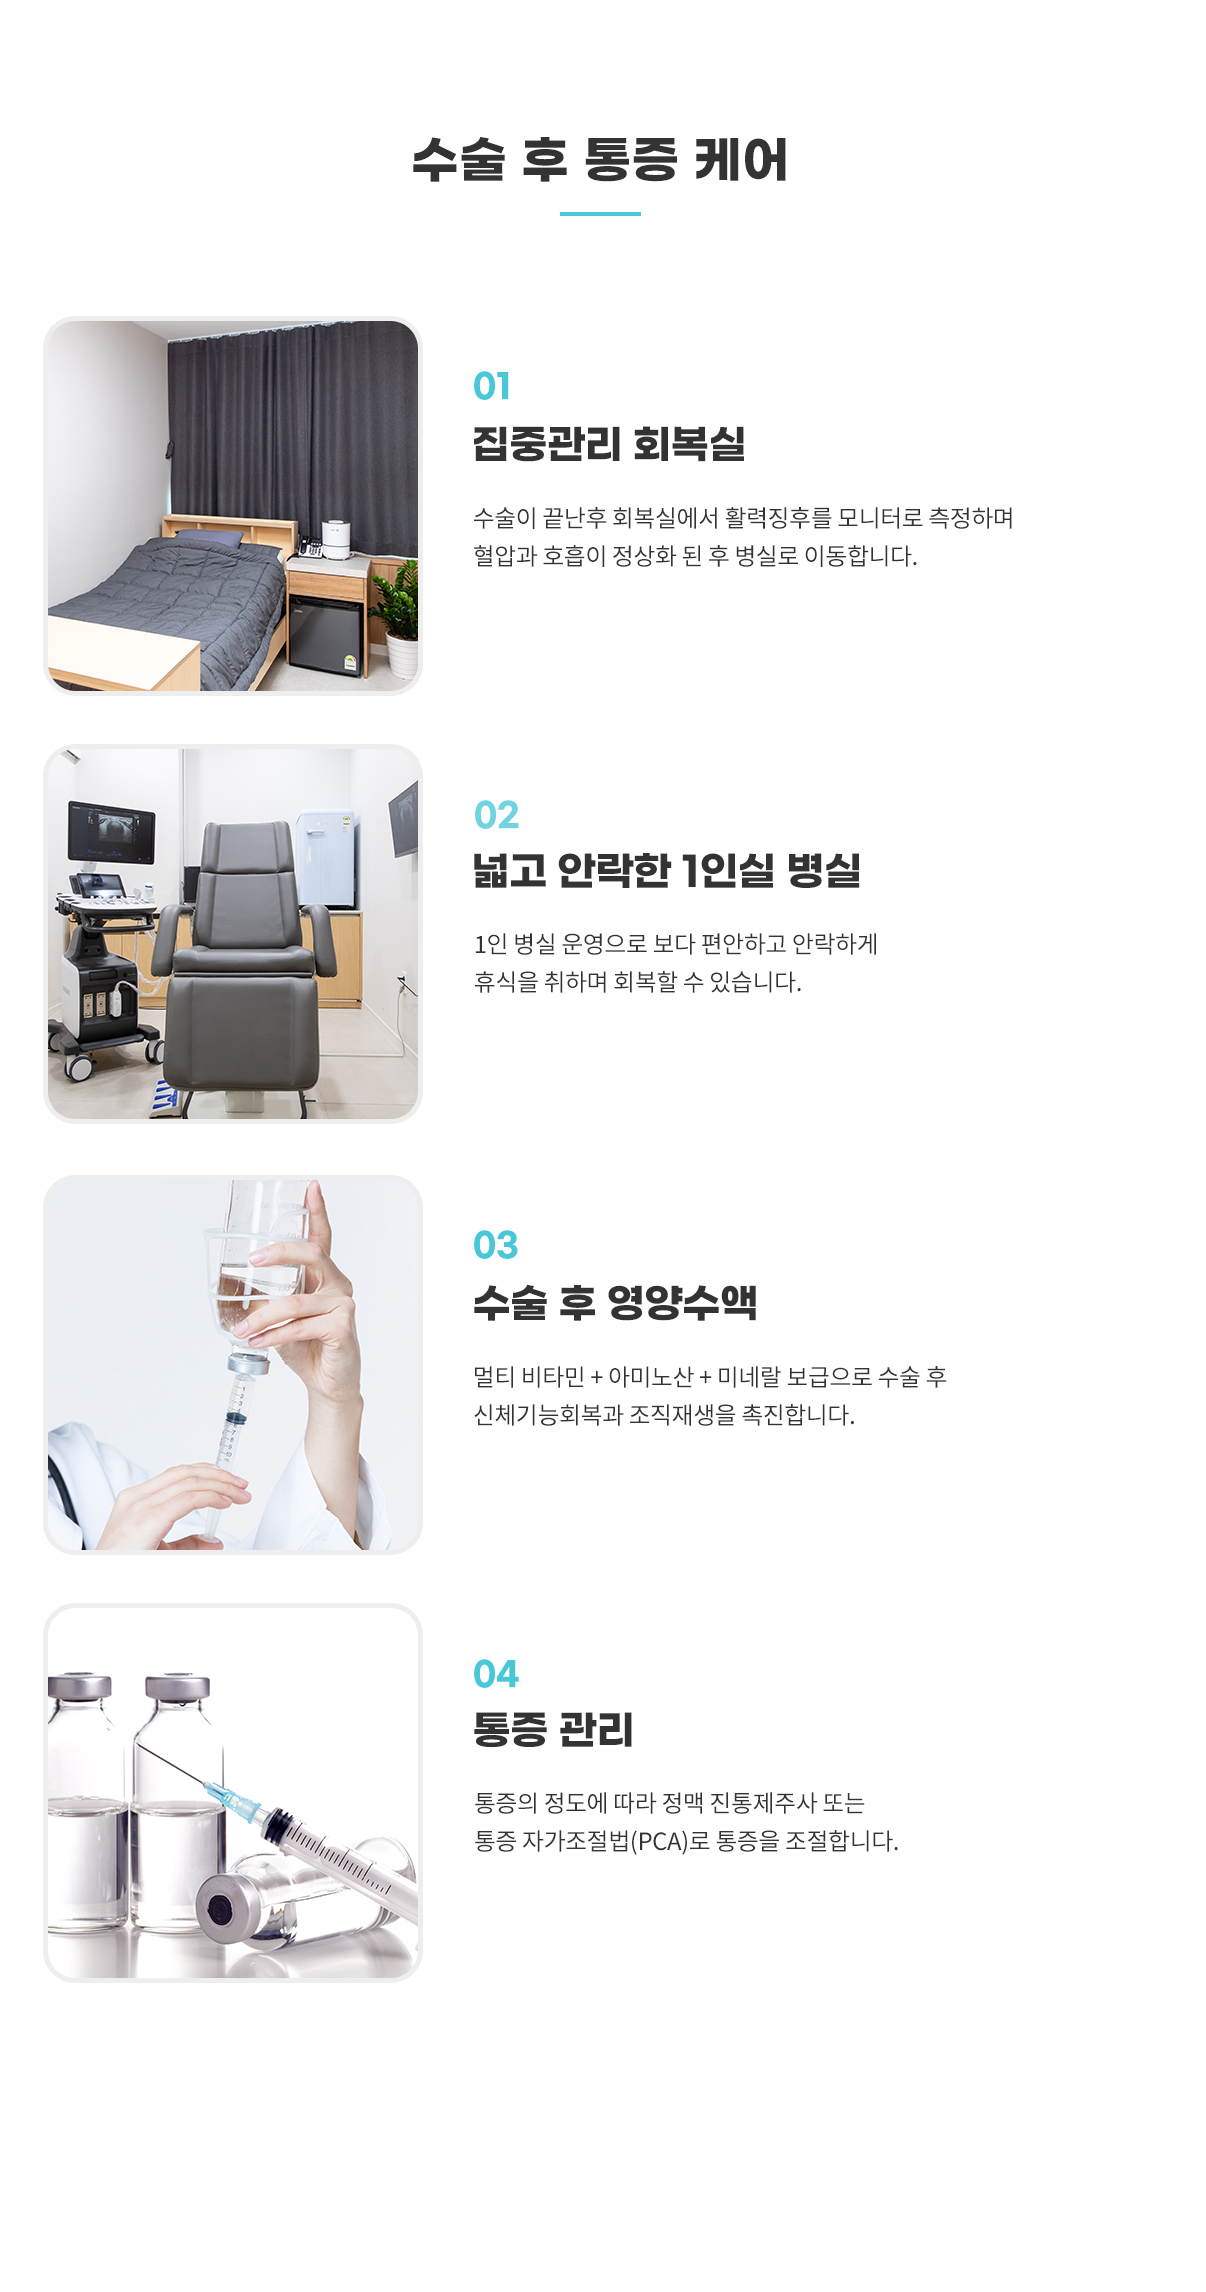 수술 후 통증 케어
01
집중관리 회복실
수술이 끝난후 회복실에서 활력징후를 모니터로 측정하며
혈압과 호흡이 정상화 된 후 병실로 이동합니다.
02
넓고 안락한 1인실 병실
1인 병실 운영으로 보다 편안하고 안락하게
휴식을 취하며 회복할 수 있습니다.
03
수술 후 영양수액
멀티 비타민 + 아미노산 + 미네랄 보급으로 수술 후
신체기능회복과 조직재생을 촉진합니다.
04
통증 관리
통증의 정도에 따라 정맥 진통제주사 또는
통증 자가조절법(PCA)로 통증을 조절합니다.